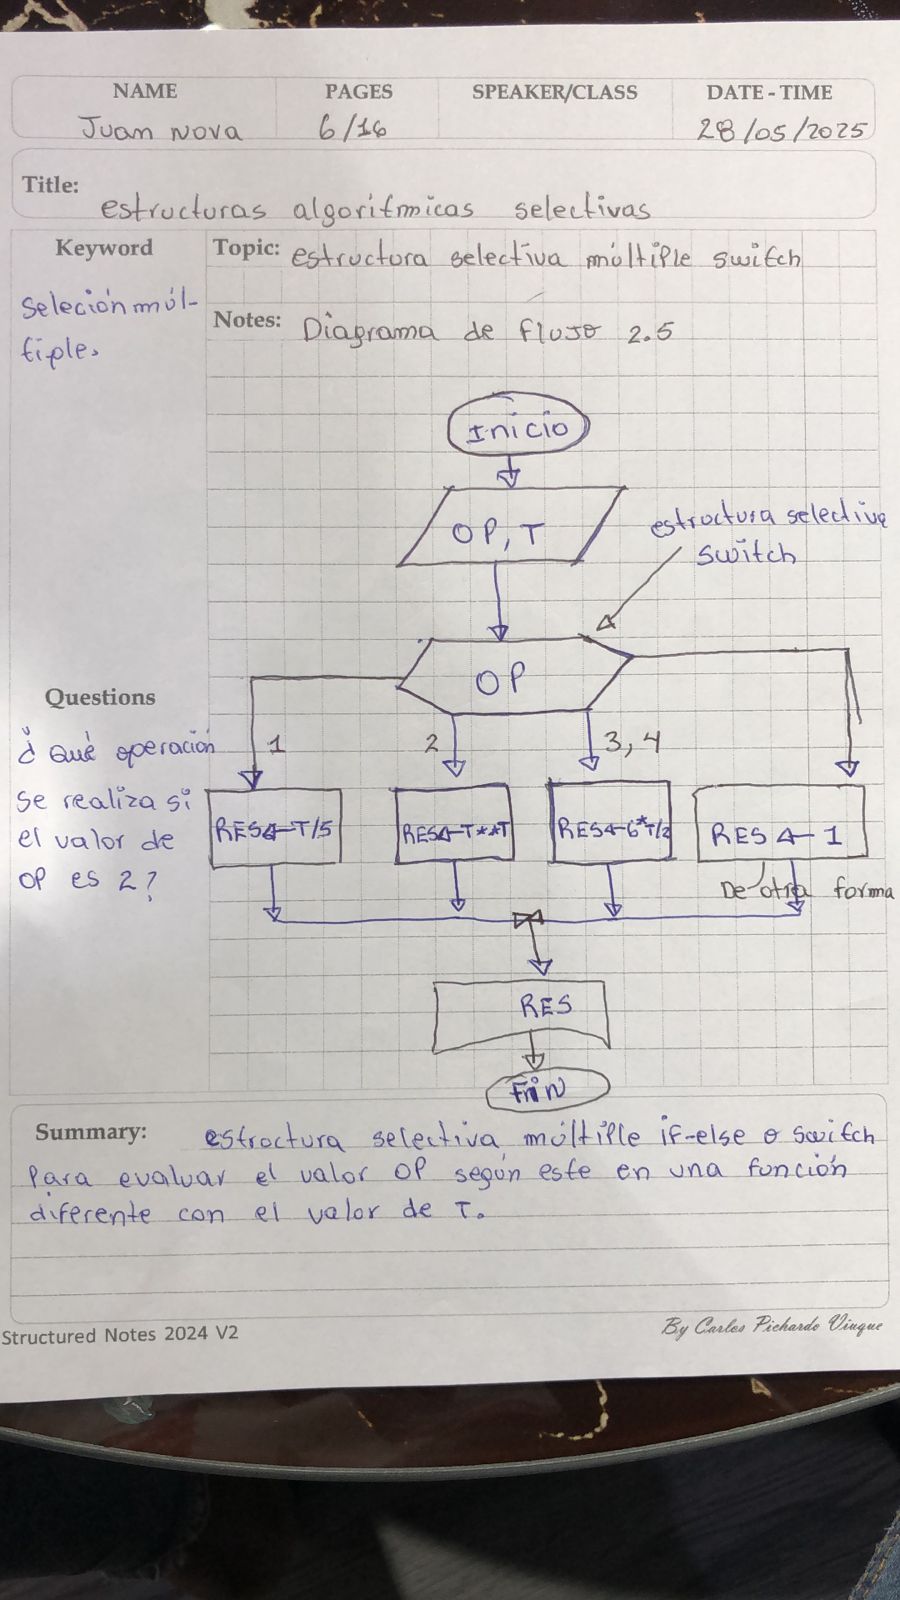 NAME PAGES SPEAKER/CLASS DATE - TIME
Juan Nova 6/16 28/05/2025
Title:
estructuras algorítmicas selectivas
Keyword
Seleción múl-
tiple.
Topic: estructura selectiva múltiple switch
Notes: Diagrama de flujo 2.5
Inicio
OP, T
estructura selectiva
switch
OP
1 2 3, 4
Questions
¿Qué operación
se realiza si
el valor de
OP es 2?
RES←T/5 RES←T**T RES←6*T/2 RES ← 1
De otra forma
RES
Fin
Summary: estructura selectiva múltiple if-else o switch
para evaluar el valor OP según este en una función
diferente con el valor de T.
Structured Notes 2024 V2
By Carlos Pichardo Viuque